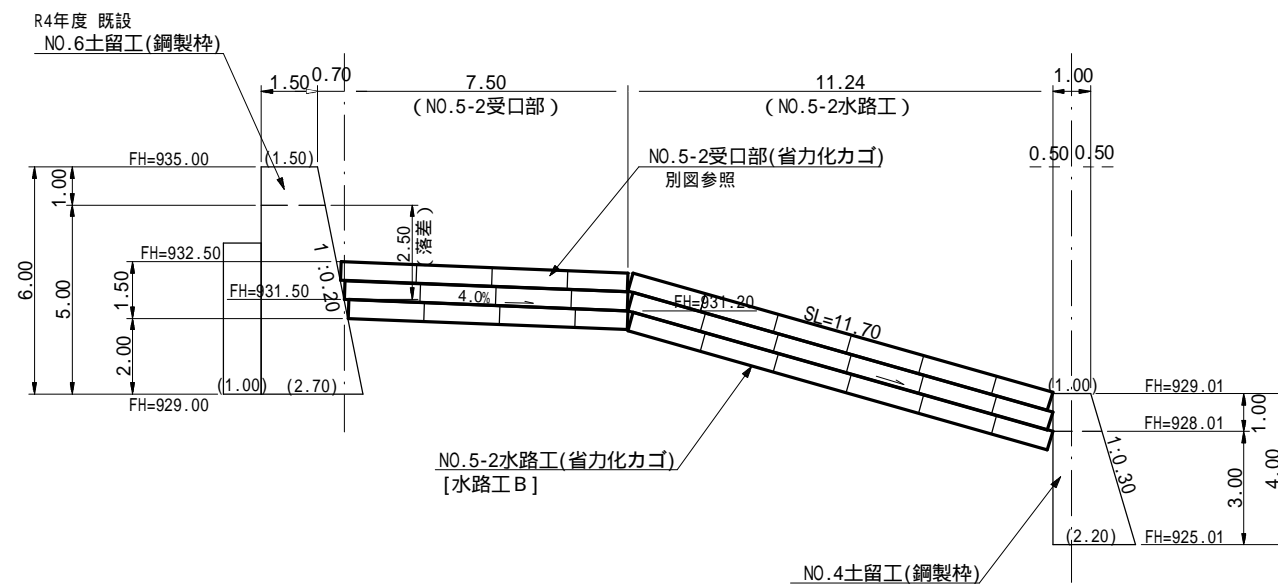 R4年度 既設
NO.6土留工(鋼製枠)
1.50
0.70
7.50
(NO.5-2受口部)
11.24
(NO.5-2水路工)
1.00
FH=935.00
(1.50)
NO.5-2受口部(省力化カゴ)
別図参照
0.50
0.50
1.00
6.00
5.00
2.50
(落差)
FH=932.50
1:0.20
1.50
FH=931.50
4.0%
FH=931.20
SL=11.70
2.00
(1.00)
(2.70)
FH=929.00
(1.00)
FH=929.01
1.00
FH=928.01
NO.5-2水路工(省力化カゴ)
[水路工B]
1:0.30
3.00
4.00
(2.20)
FH=925.01
NO.4土留工(鋼製枠)